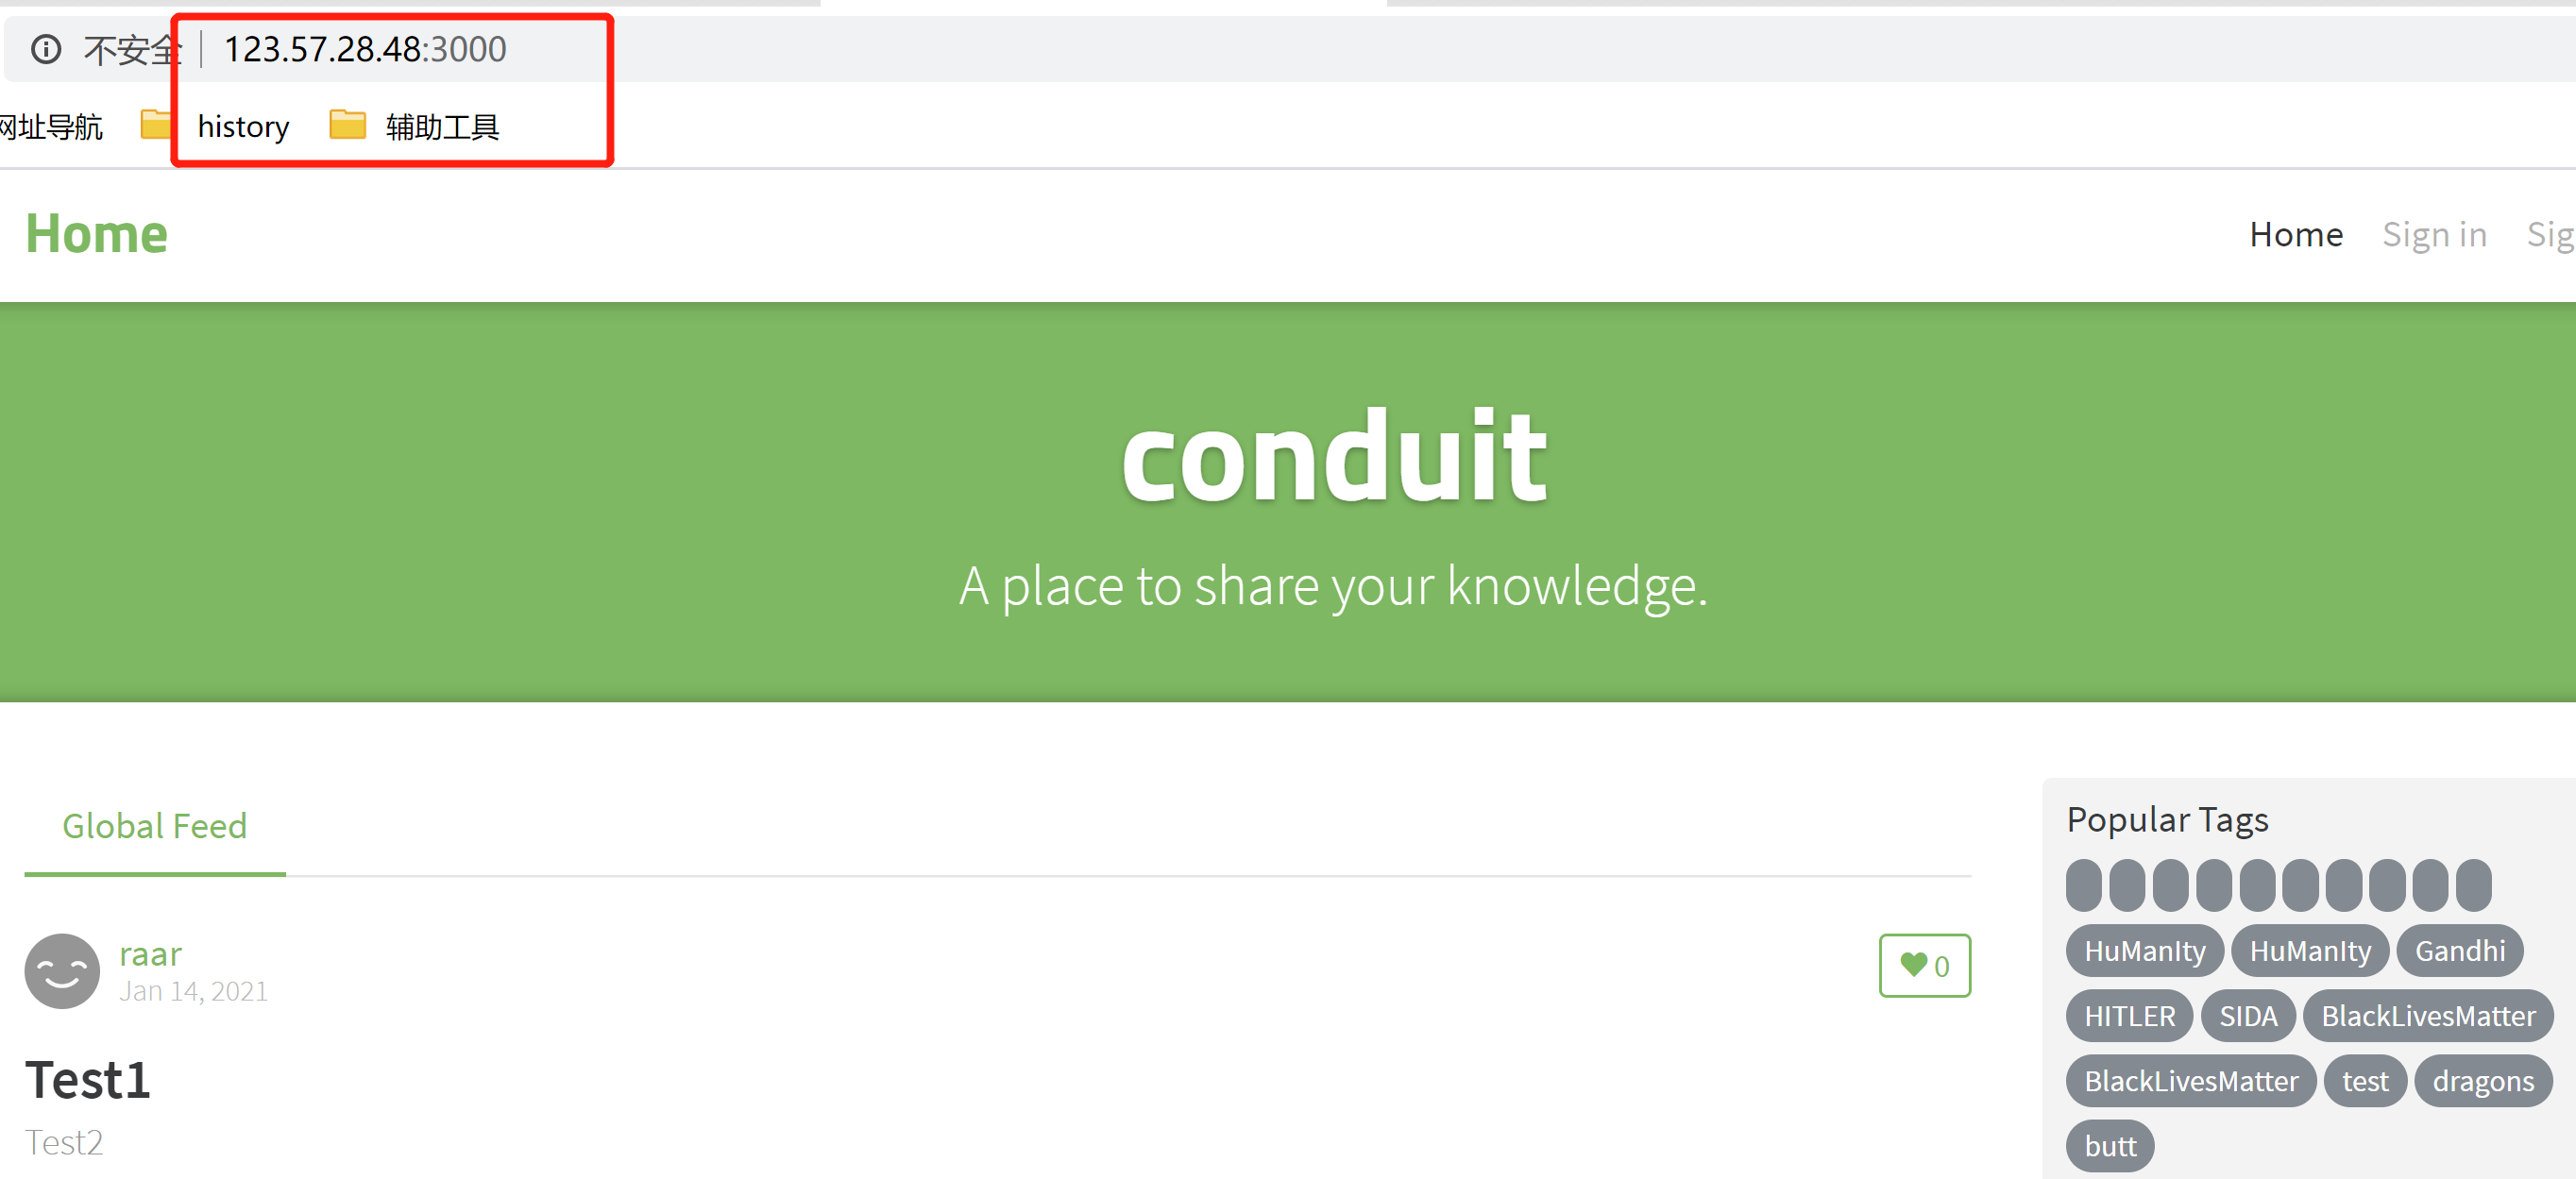 不安全 | 123.57.28.48:3000
网址导航 history 辅助工具
Home Home Sign in Sig
conduit
A place to share your knowledge.
Global Feed
Popular Tags
raar
Jan 14, 2021
0
HuManIty HuManIty Gandhi
HITLER SIDA BlackLivesMatter
Test1
BlackLivesMatter test dragons
Test2
butt